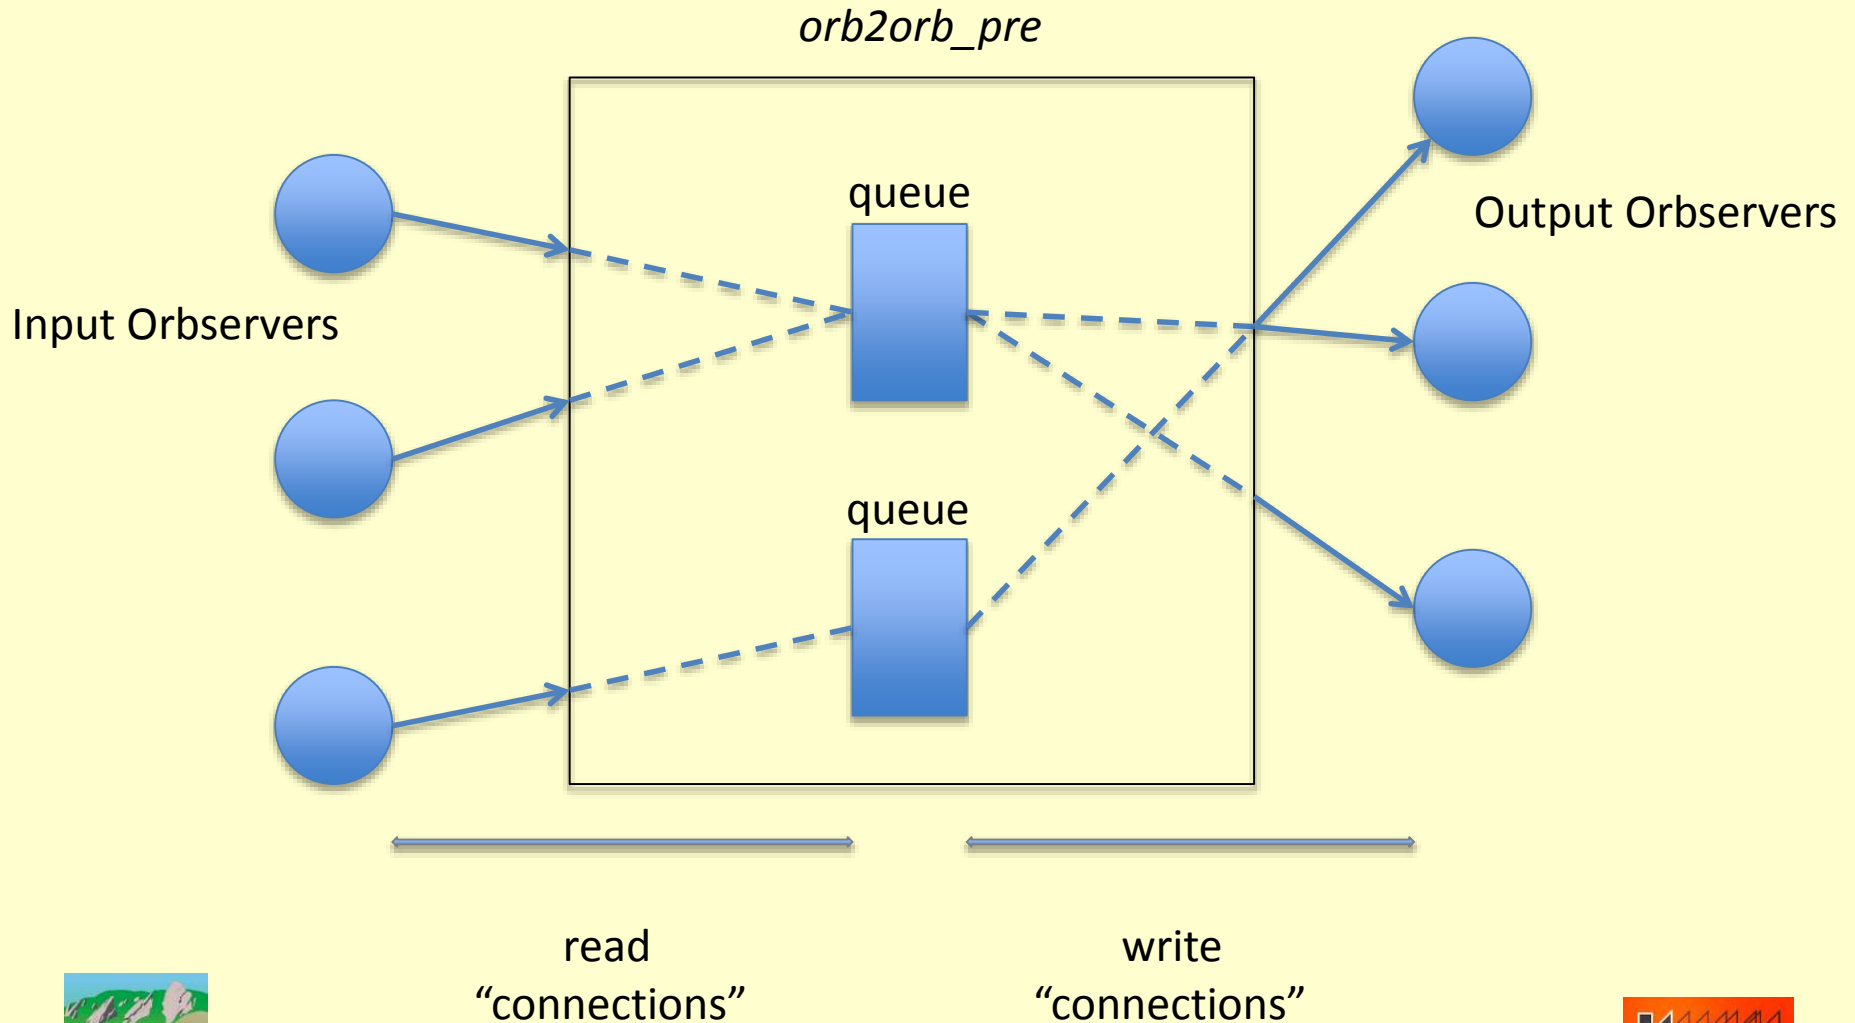 orb2orb_pre
queue
Output Orbservers
Input Orbservers
queue
read
“connections”
write
“connections”